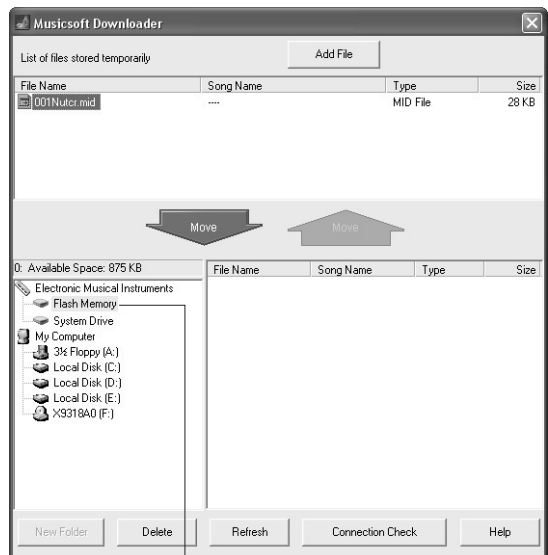 Musicsoft Downloader
List of files stored temporarily Add File
File Name Song Name Type Size
001Nutcr.mid ---- MID File 28 KB
Move Move
0: Available Space: 875 KB
File Name Song Name Type Size
Electronic Musical Instruments
Flash Memory
System Drive
My Computer
3½ Floppy (A:)
Local Disk (C:)
Local Disk (D:)
Local Disk (E:)
X9318A0 (F:)
New Folder Delete Refresh Connection Check Help